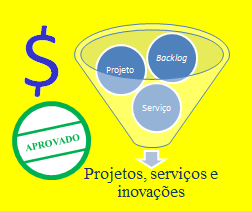 $
Backlog
Projeto
Serviço
APROVADO
Projetos, serviços e
inovações